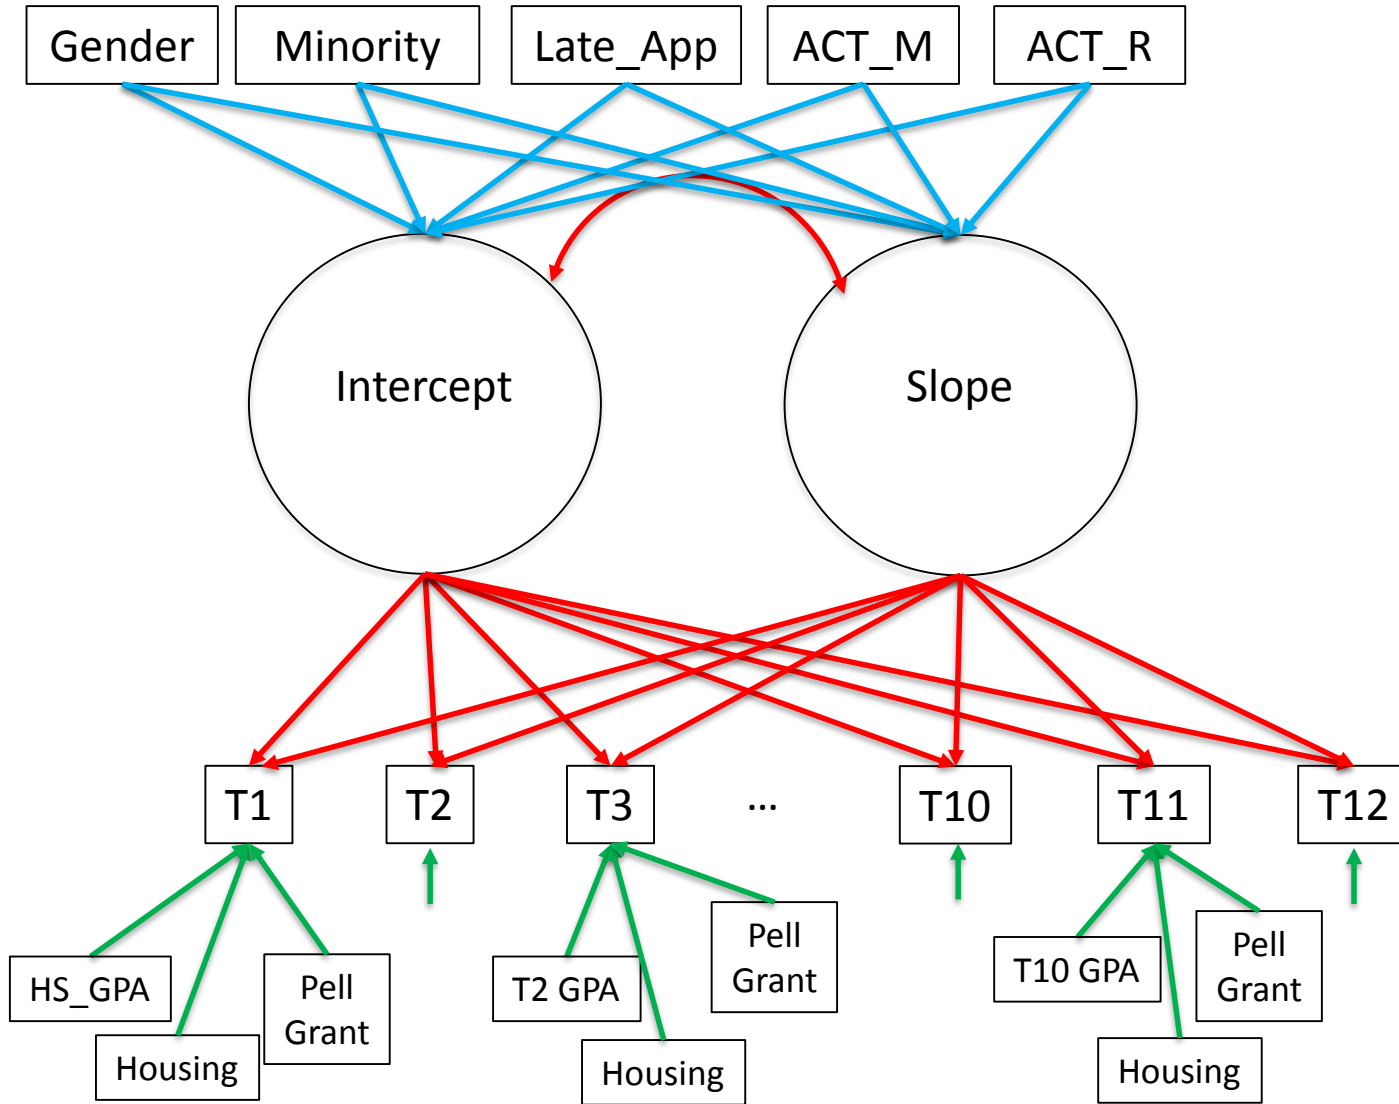 Gender
Minority
Late_App
ACT_M
ACT_R
Intercept
Slope
T1
T2
T3
...
T10
T11
T12
HS_GPA
Housing
Pell
Grant
T2 GPA
Housing
Pell
Grant
T10 GPA
Housing
Pell
Grant